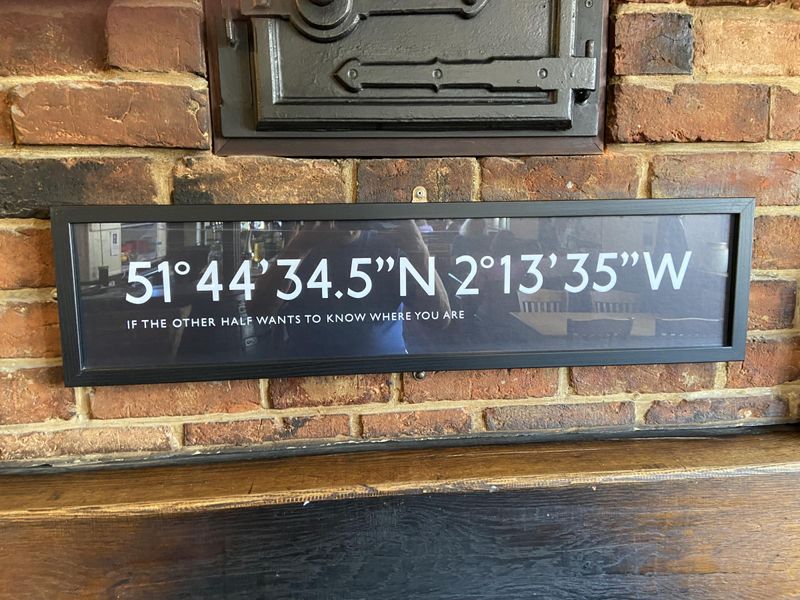 51°44'34.5”N 2°13'35”W
IF THE OTHER HALF WANTS TO KNOW WHERE YOU ARE